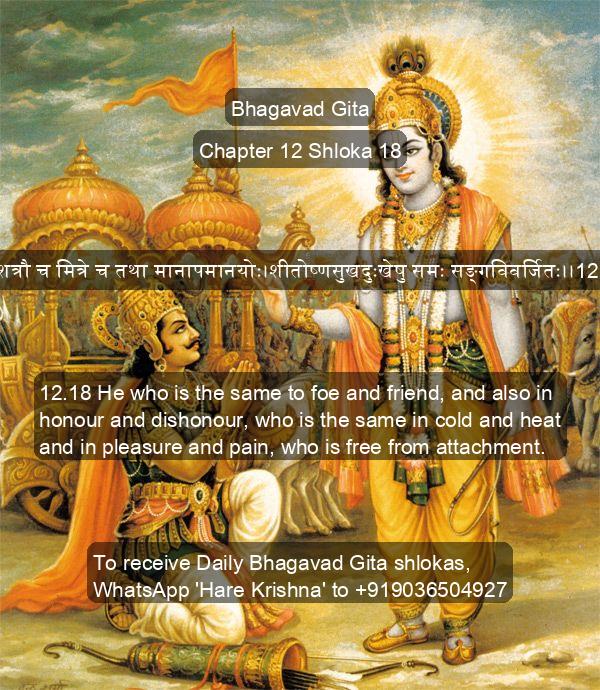 Bhagavad Gita
Chapter 12 Shloka 18
शत्रौ च मित्रे च तथा मानापमानयोः।शीतोष्णसुखदुःखेषु समः सङ्गविवर्जितः।।12
12.18 He who is the same to foe and friend, and also in
honour and dishonour, who is the same in cold and heat
and in pleasure and pain, who is free from attachment.
To receive Daily Bhagavad Gita shlokas,
WhatsApp 'Hare Krishna' to +919036504927